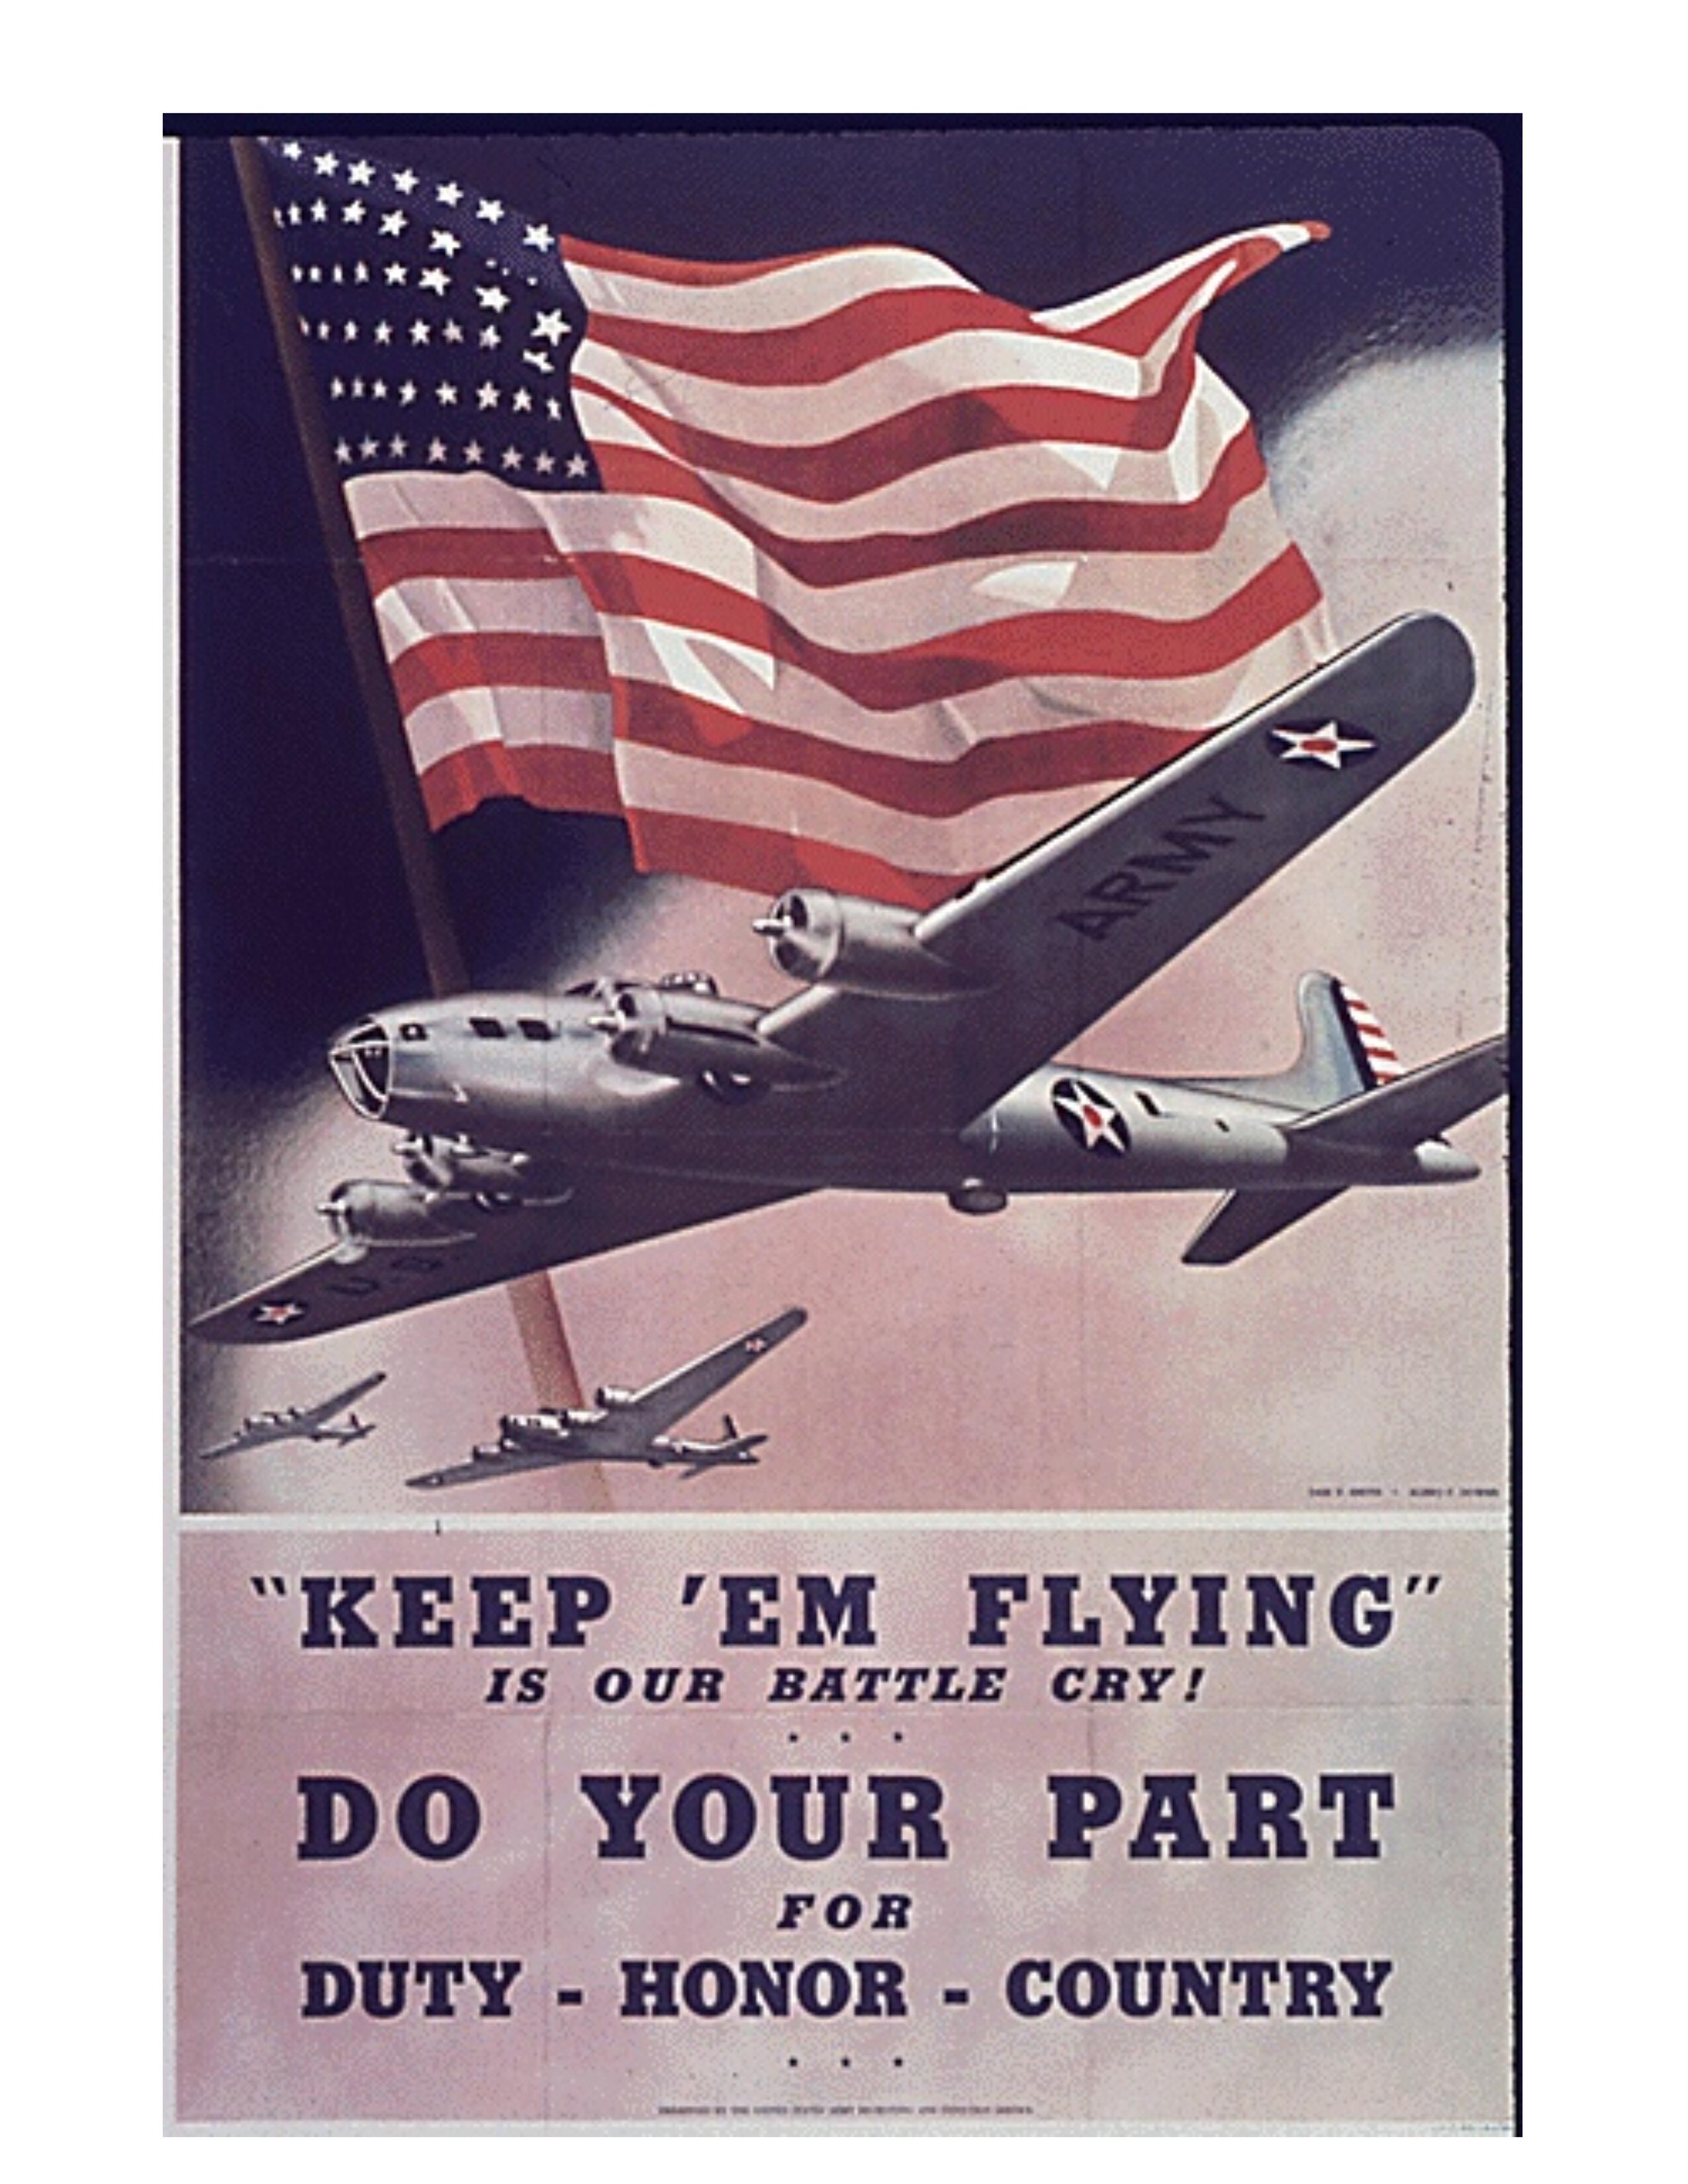 ARMY
U S
"KEEP 'EM FLYING"
IS OUR BATTLE CRY!
DO YOUR PART
FOR
DUTY - HONOR - COUNTRY